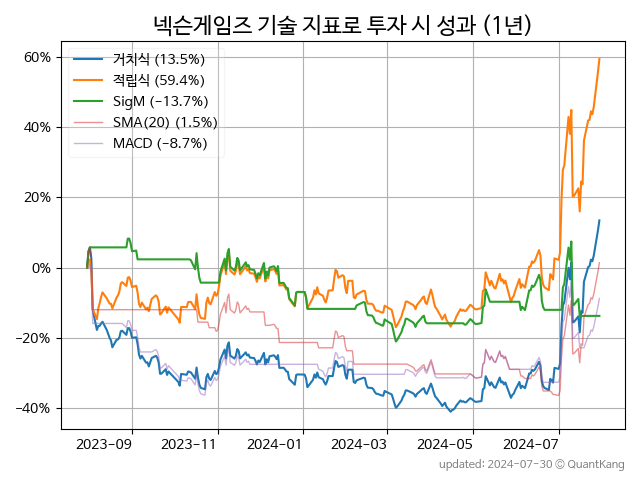 넥슨게임즈 기술 지표로 투자 시 성과 (1년)
거치식 (13.5%)
적립식 (59.4%)
SigM (−13.7%)
SMA(20) (1.5%)
MACD (−8.7%)
60%
40%
20%
0%
−20%
−40%
2023-09
2023-11
2024-01
2024-03
2024-05
2024-07
updated: 2024-07-30 © QuantKang